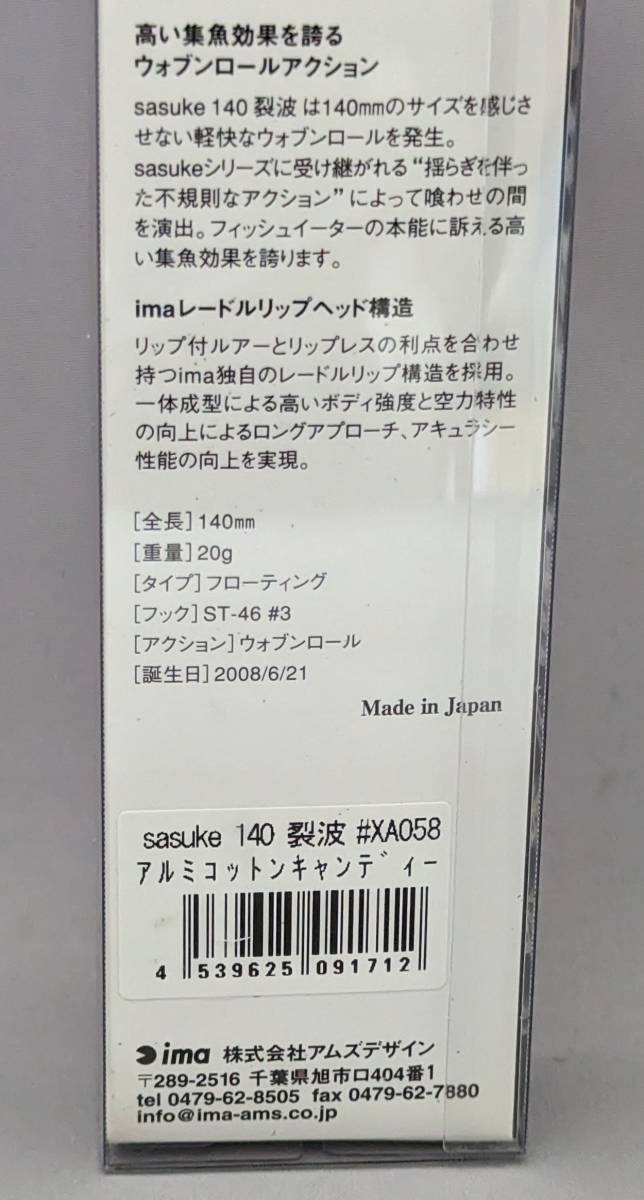 高い集魚効果を誇る
ウォブンロールアクション
sasuke 140 裂波 は140mmのサイズを感じさ
せない軽快なウォブンロールを発生。
sasukeシリーズに受け継がれる“揺らぎを伴っ
た不規則なアクション”によって喰わせの間
を演出。フィッシュイーターの本能に訴える高
い集魚効果を誇ります。
imaレードルリップヘッド構造
リップ付ルアーとリップレスの利点を合わせ
持つima独自のレードルリップ構造を採用。
一体成型による高いボディ強度と空力特性
の向上によるロングアプローチ、アキュラシー
性能の向上を実現。
[全長]140mm
[重量]20g
[タイプ]フローティング
[フック]ST-46 #3
[アクション]ウォブンロール
[誕生日]2008/6/21
Made in Japan
sasuke 140 裂波 #XA058
アルミコットンキャンディー
4 539625 091712
ima 株式会社アムズデザイン
〒289-2516 千葉県旭市ロ404番1
tel 0479-62-8505 fax 0479-62-7880
info@ima-ams.co.jp